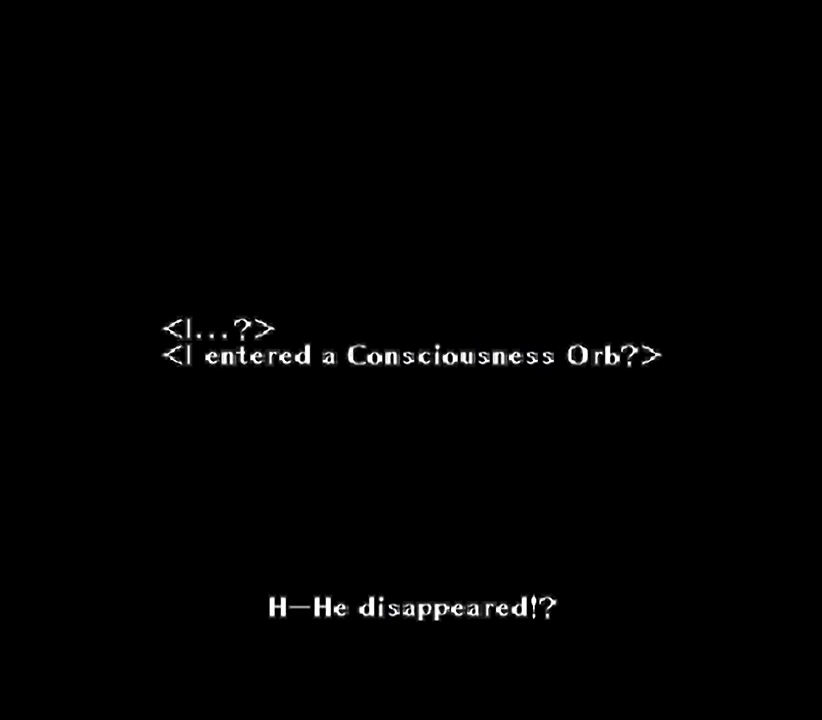 <I...?>
<I entered a Consciousness Orb?>
H—He disappeared!?